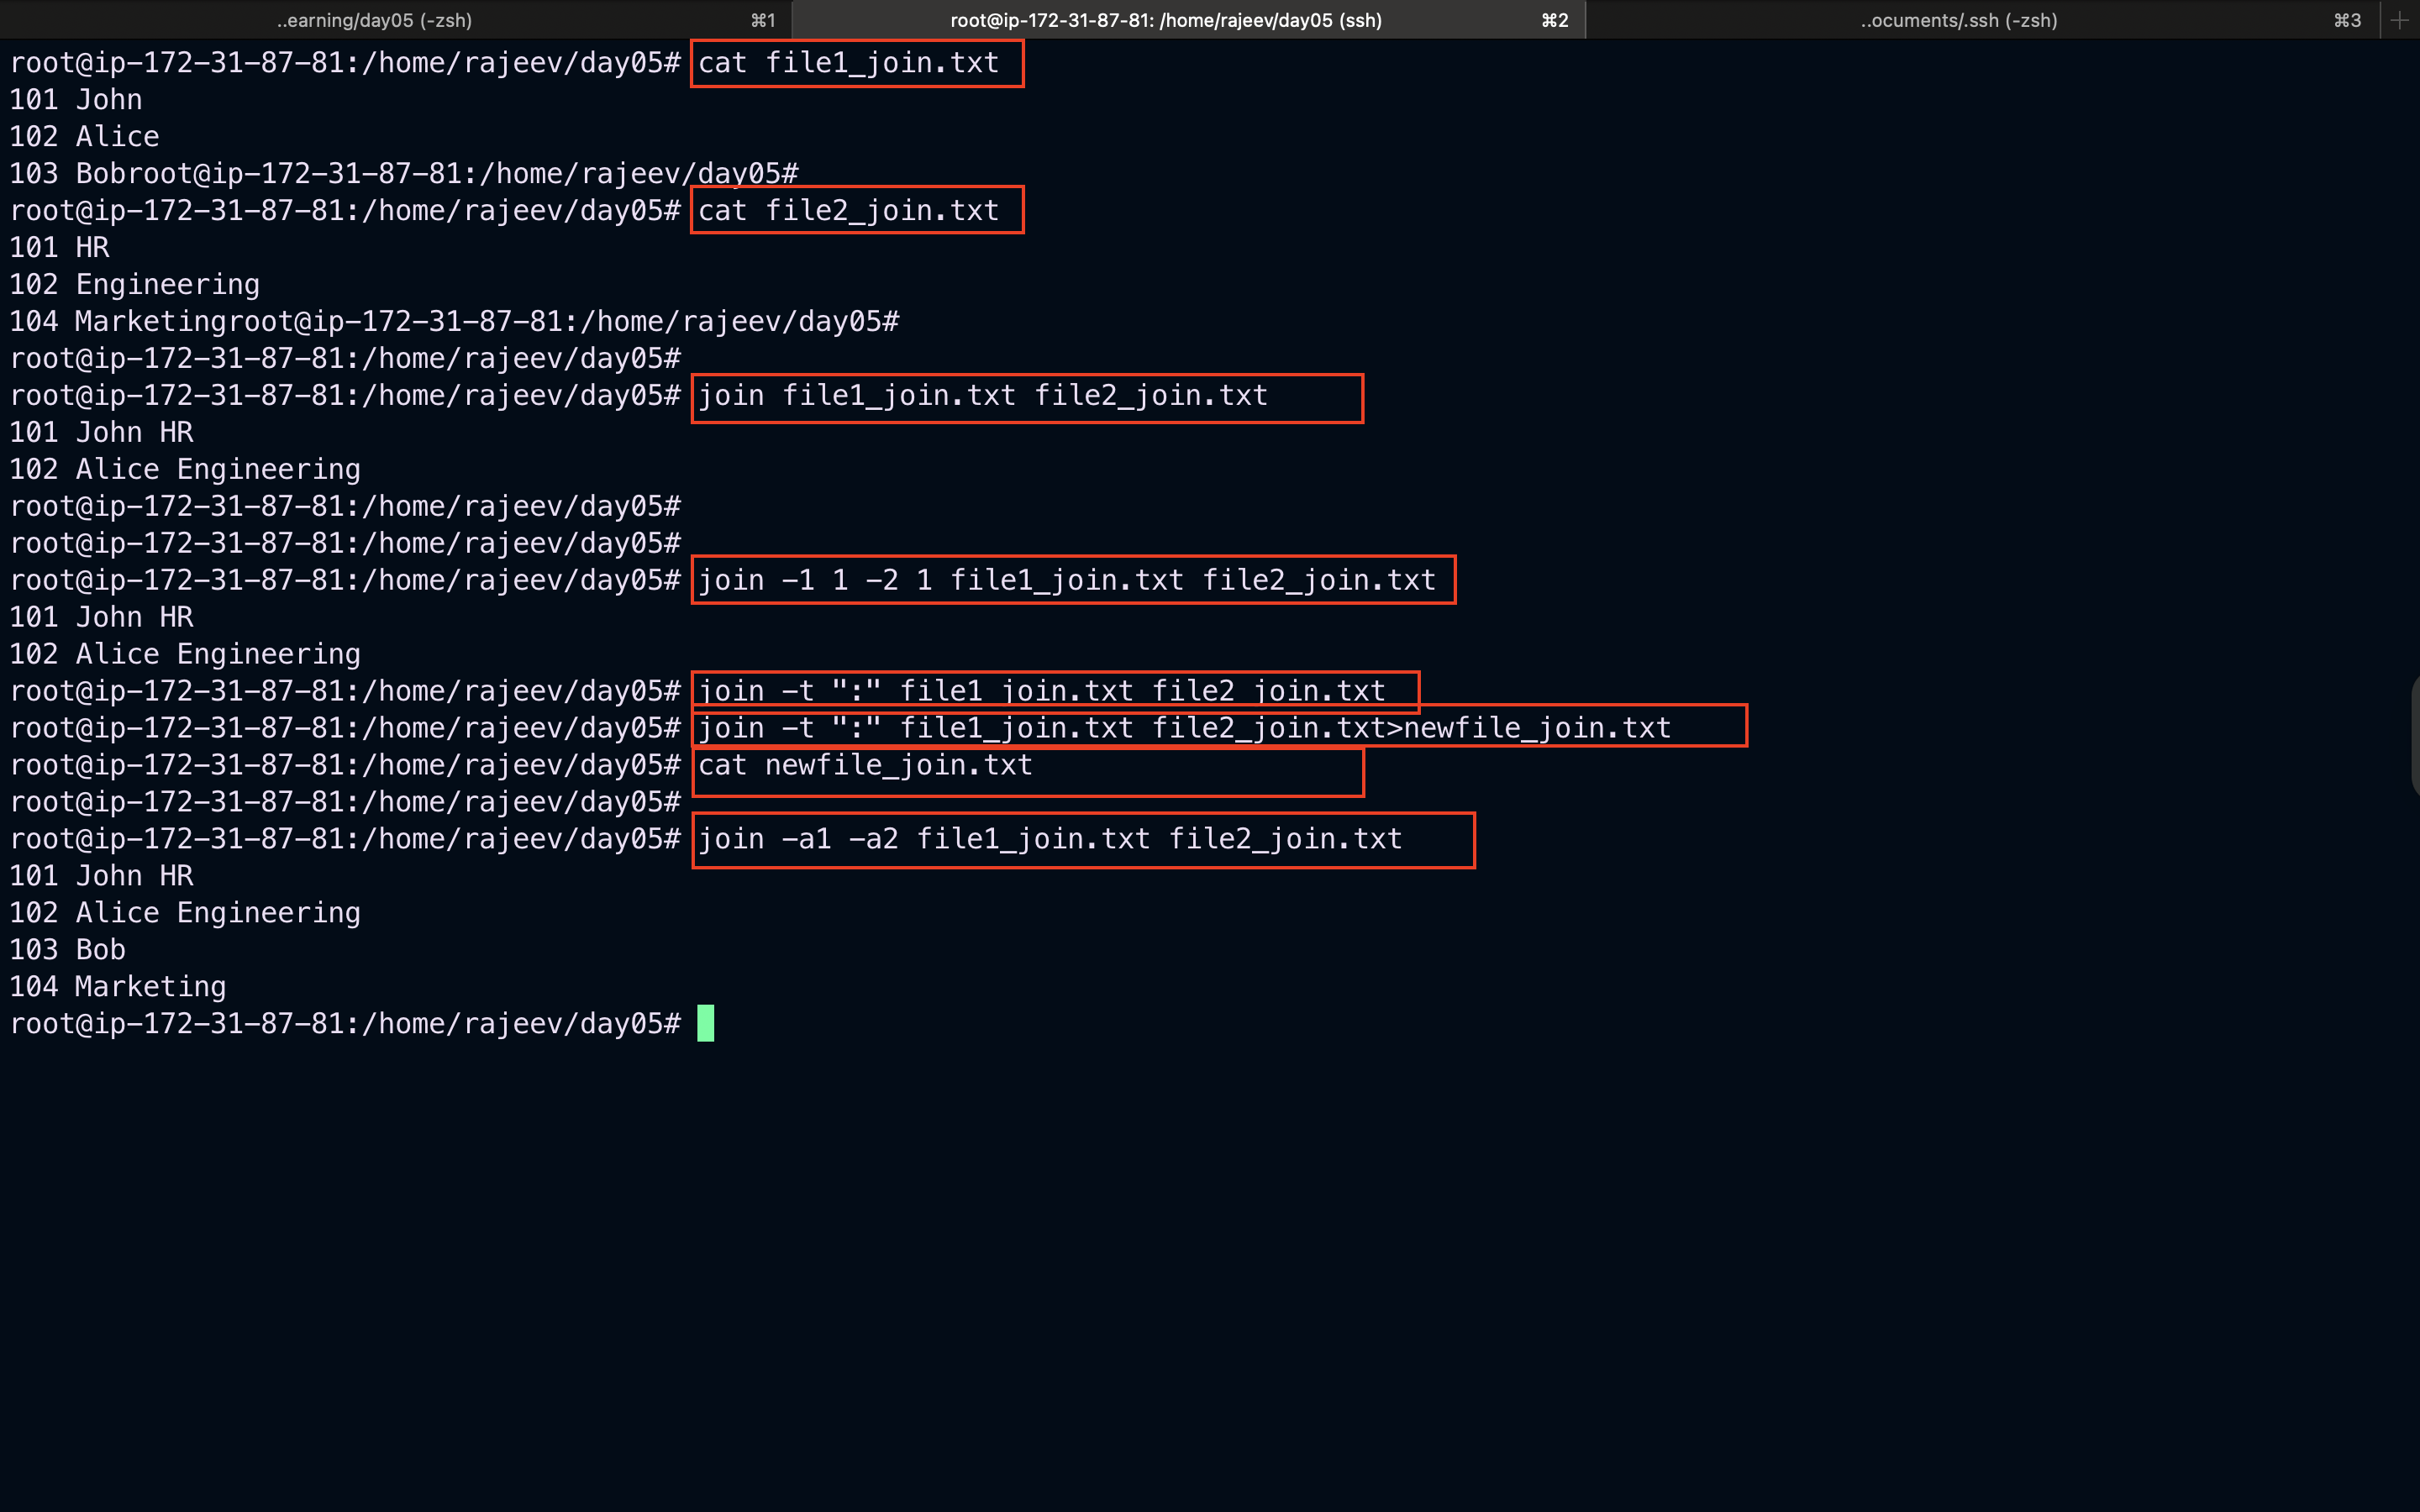 ..earning/day05 (-zsh) ⌘1 root@ip-172-31-87-81: /home/rajeev/day05 (ssh) ⌘2 ..ocuments/.ssh (-zsh) ⌘3 +
root@ip-172-31-87-81:/home/rajeev/day05# cat file1_join.txt
101 John
102 Alice
103 Bobroot@ip-172-31-87-81:/home/rajeev/day05#
root@ip-172-31-87-81:/home/rajeev/day05# cat file2_join.txt
101 HR
102 Engineering
104 Marketingroot@ip-172-31-87-81:/home/rajeev/day05#
root@ip-172-31-87-81:/home/rajeev/day05#
root@ip-172-31-87-81:/home/rajeev/day05# join file1_join.txt file2_join.txt
101 John HR
102 Alice Engineering
root@ip-172-31-87-81:/home/rajeev/day05#
root@ip-172-31-87-81:/home/rajeev/day05#
root@ip-172-31-87-81:/home/rajeev/day05# join -1 1 -2 1 file1_join.txt file2_join.txt
101 John HR
102 Alice Engineering
root@ip-172-31-87-81:/home/rajeev/day05# join -t ":" file1_join.txt file2_join.txt
root@ip-172-31-87-81:/home/rajeev/day05# join -t ":" file1_join.txt file2_join.txt>newfile_join.txt
root@ip-172-31-87-81:/home/rajeev/day05# cat newfile_join.txt
root@ip-172-31-87-81:/home/rajeev/day05#
root@ip-172-31-87-81:/home/rajeev/day05# join -a1 -a2 file1_join.txt file2_join.txt
101 John HR
102 Alice Engineering
103 Bob
104 Marketing
root@ip-172-31-87-81:/home/rajeev/day05#